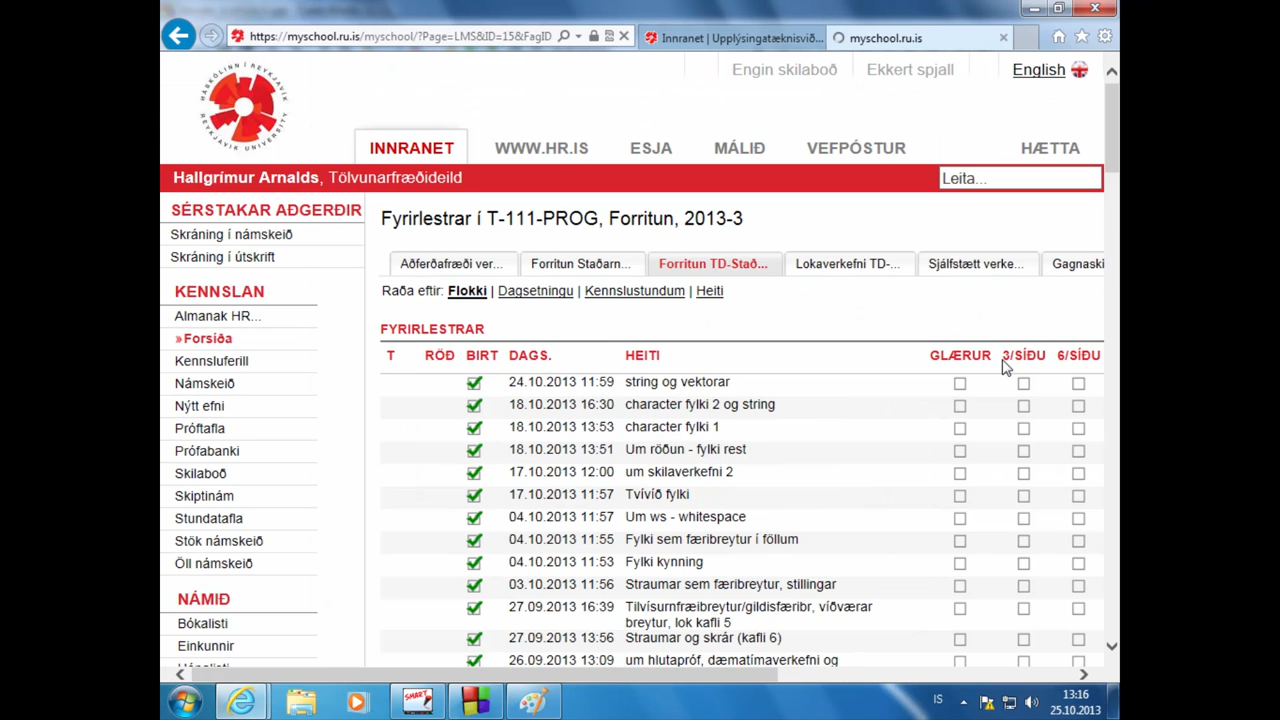 https://myschool.ru.is/myschool/?Page=LMS&ID=15&FagID
Innranet | Upplýsingatæknisvið...
myschool.ru.is
HÁSKÓLINN Í REYKJAVÍK
REYKJAVIK UNIVERSITY
Engin skilaboð
Ekkert spjall
English
INNRANET
WWW.HR.IS
ESJA
MÁLIÐ
VEFPÓSTUR
HÆTTA
Hallgrímur Arnalds, Tölvunarfræðideild
Leita...
SÉRSTAKAR AÐGERÐIR
Skráning í námskeið
Skráning í útskrift
KENNSLAN
Almanak HR...
»Forsíða
Kennsluferill
Námskeið
Nýtt efni
Próftafla
Prófabanki
Skilaboð
Skiptinám
Stundatafla
Stök námskeið
Öll námskeið
NÁMIÐ
Bókalisti
Einkunnir
Fyrirlestrar í T-111-PROG, Forritun, 2013-3
Aðferðafræði ver...
Forritun Staðarn...
Forritun TD-Stað...
Lokaverkefni TD-...
Sjálfstætt verke...
Gagnaski
Raða eftir: Flokki | Dagsetningu | Kennslustundum | Heiti
FYRIRLESTRAR
T RÖÐ BIRT DAGS. HEITI GLÆRUR 3/SÍÐU 6/SÍÐU
24.10.2013 11:59 string og vektorar
18.10.2013 16:30 character fylki 2 og string
18.10.2013 13:53 character fylki 1
18.10.2013 13:51 Um röðun - fylki rest
17.10.2013 12:00 um skilaverkefni 2
17.10.2013 11:57 Tvívíð fylki
04.10.2013 11:57 Um ws - whitespace
04.10.2013 11:55 Fylki sem færibreytur í föllum
04.10.2013 11:53 Fylki kynning
03.10.2013 11:56 Straumar sem færibreytur, stillingar
27.09.2013 16:39 Tilvísurnfræibreytur/gildisfæribr, víðværar
breytur, lok kafli 5
27.09.2013 13:56 Straumar og skrár (kafli 6)
26.09.2013 13:09 um hlutapróf, dæmatímaverkefni og
SMART
IS
13:16
25.10.2013